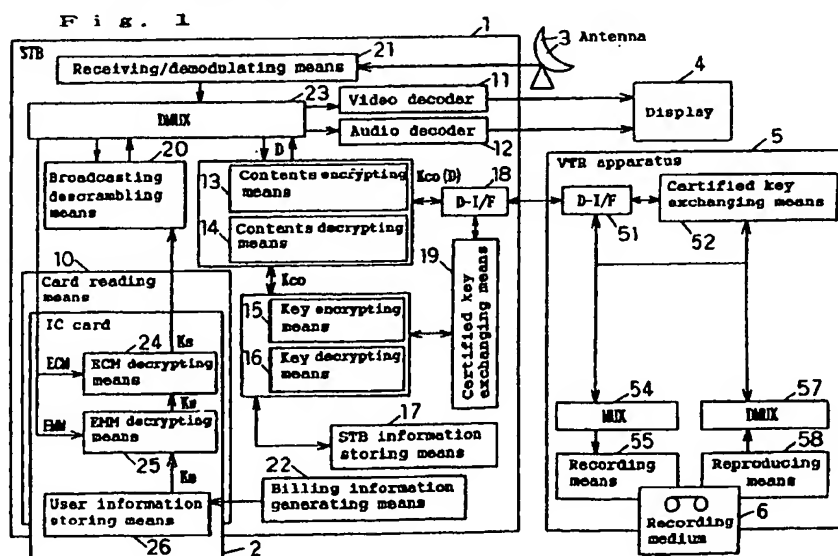 Fig. 1
1
STB
21
Receiving/demodulating means
3
Antenna
23
DMUX
11
Video decoder
Audio decoder
12
4
Display
20
Broadcasting
descrambling
means
D
13
Contents encrypting
means
14
Contents decrypting
means
Kco(D)
18
D-I/F
19
Certified key
exchanging means
Kco
15
Key encrypting
means
16
Key decrypting
means
17
STB information
storing means
10
Card reading
means
IC card
Ks
ECM
24
ECM decrypting
means
Ks
EMM
EMM decrypting
means
25
Ks
22
Billing information
generating means
User information
storing means
26
2
5
VTR apparatus
D-I/F
51
Certified key
exchanging means
52
54
MUX
57
DMUX
55
Recording
means
58
Reproducing
means
Recording
medium
6